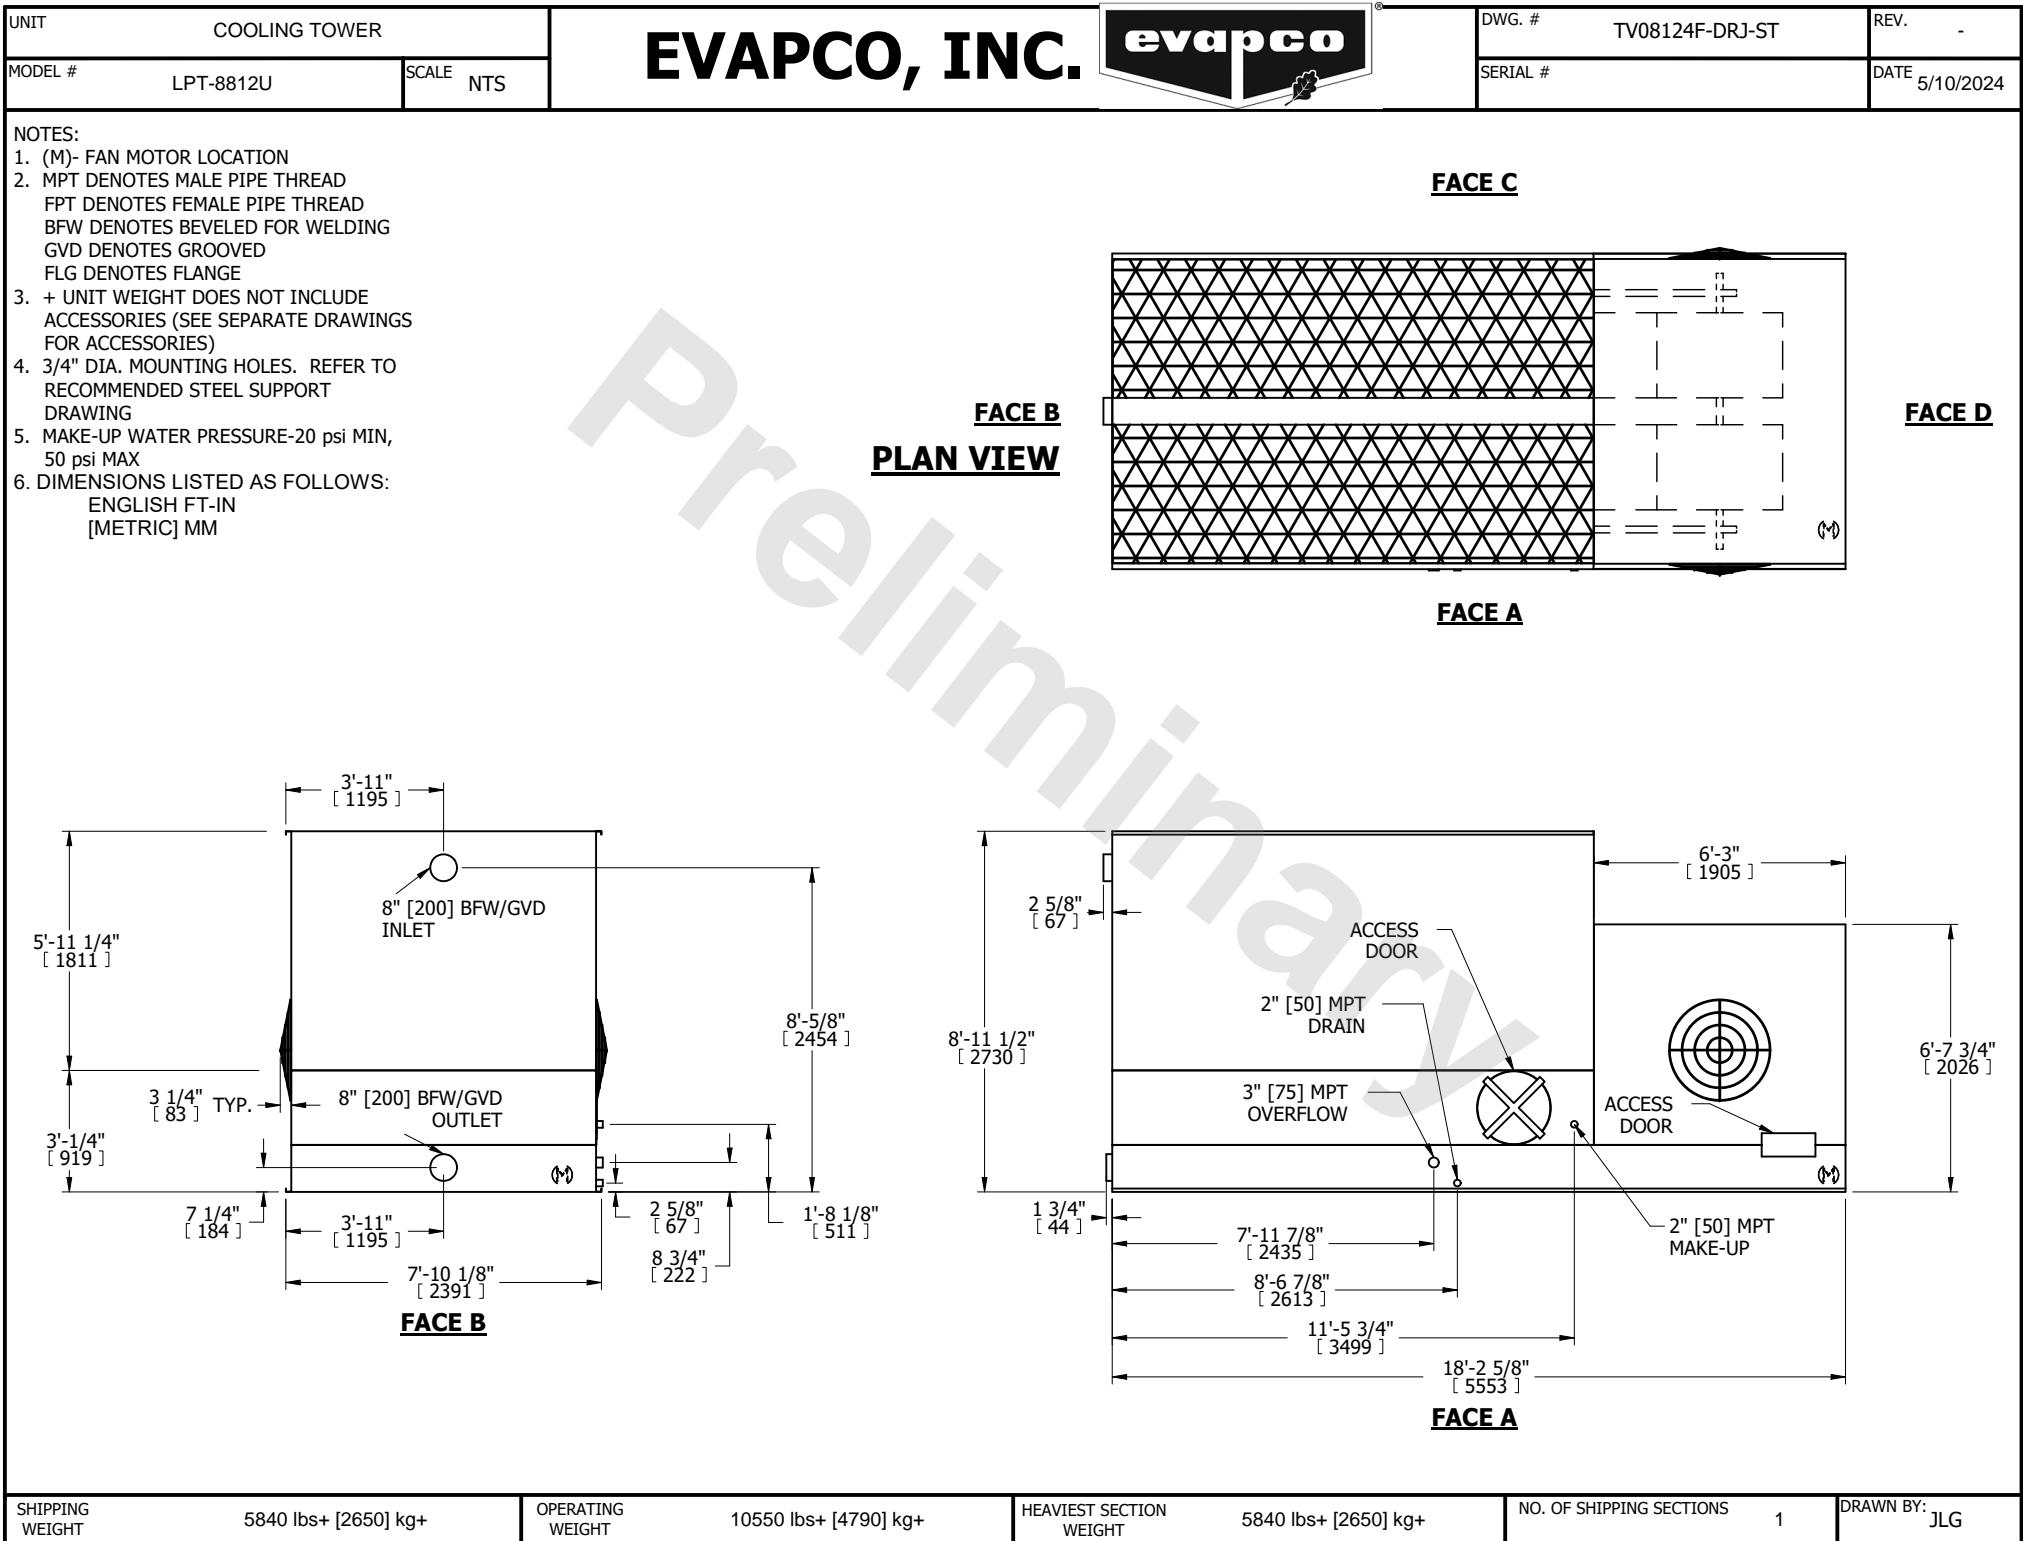 UNIT
COOLING TOWER
MODEL #
LPT-8812U
SCALE
NTS
EVAPCO, INC.
evapco
®
DWG. #
TV08124F-DRJ-ST
REV.
-
SERIAL #
DATE
5/10/2024
NOTES:
1. (M)- FAN MOTOR LOCATION
2. MPT DENOTES MALE PIPE THREAD
FPT DENOTES FEMALE PIPE THREAD
BFW DENOTES BEVELED FOR WELDING
GVD DENOTES GROOVED
FLG DENOTES FLANGE
3. + UNIT WEIGHT DOES NOT INCLUDE
ACCESSORIES (SEE SEPARATE DRAWINGS
FOR ACCESSORIES)
4. 3/4" DIA. MOUNTING HOLES. REFER TO
RECOMMENDED STEEL SUPPORT
DRAWING
5. MAKE-UP WATER PRESSURE-20 psi MIN,
50 psi MAX
6. DIMENSIONS LISTED AS FOLLOWS:
ENGLISH FT-IN
[METRIC] MM
FACE C
FACE B
PLAN VIEW
FACE D
(M)
FACE A
Preliminary
3'-11"
[ 1195 ]
8" [200] BFW/GVD
INLET
5'-11 1/4"
[ 1811 ]
8'-5/8"
[ 2454 ]
3 1/4"
[ 83 ]
TYP.
8" [200] BFW/GVD
OUTLET
3'-1/4"
[ 919 ]
(M)
7 1/4"
[ 184 ]
3'-11"
[ 1195 ]
2 5/8"
[ 67 ]
1'-8 1/8"
[ 511 ]
8 3/4"
[ 222 ]
7'-10 1/8"
[ 2391 ]
FACE B
6'-3"
[ 1905 ]
2 5/8"
[ 67 ]
ACCESS
DOOR
2" [50] MPT
DRAIN
8'-11 1/2"
[ 2730 ]
6'-7 3/4"
[ 2026 ]
3" [75] MPT
OVERFLOW
ACCESS
DOOR
(M)
1 3/4"
[ 44 ]
7'-11 7/8"
[ 2435 ]
2" [50] MPT
MAKE-UP
8'-6 7/8"
[ 2613 ]
11'-5 3/4"
[ 3499 ]
18'-2 5/8"
[ 5553 ]
FACE A
SHIPPING
WEIGHT
5840 lbs+ [2650] kg+
OPERATING
WEIGHT
10550 lbs+ [4790] kg+
HEAVIEST SECTION
WEIGHT
5840 lbs+ [2650] kg+
NO. OF SHIPPING SECTIONS
1
DRAWN BY:
JLG